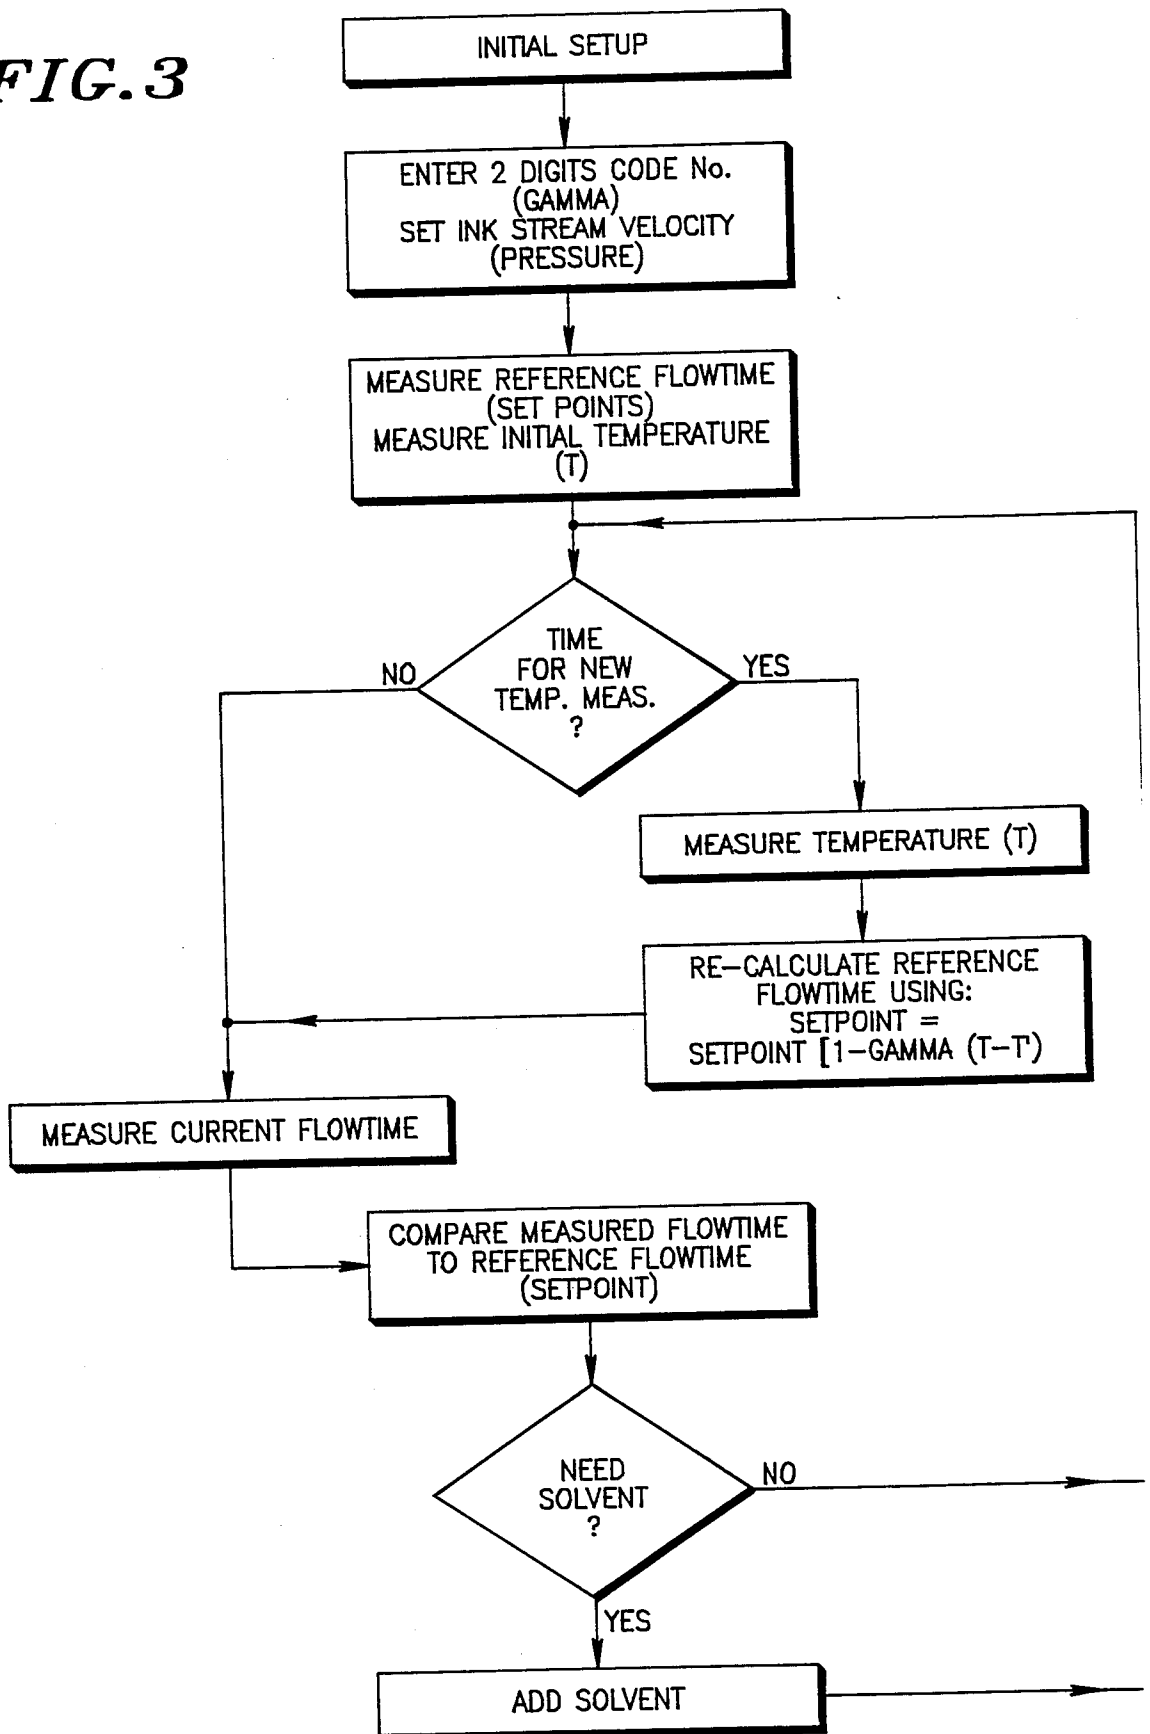 FIG. 3
INITIAL SETUP
ENTER 2 DIGITS CODE No.
(GAMMA)
SET INK STREAM VELOCITY
(PRESSURE)
MEASURE REFERENCE FLOWTIME
(SET POINTS)
MEASURE INITIAL TEMPERATURE
(T)
TIME
FOR NEW
TEMP. MEAS.
?
NO
YES
MEASURE TEMPERATURE (T)
RE-CALCULATE REFERENCE
FLOWTIME USING:
SETPOINT =
SETPOINT [1-GAMMA (T-T')
MEASURE CURRENT FLOWTIME
COMPARE MEASURED FLOWTIME
TO REFERENCE FLOWTIME
(SETPOINT)
NEED
SOLVENT
?
NO
YES
ADD SOLVENT